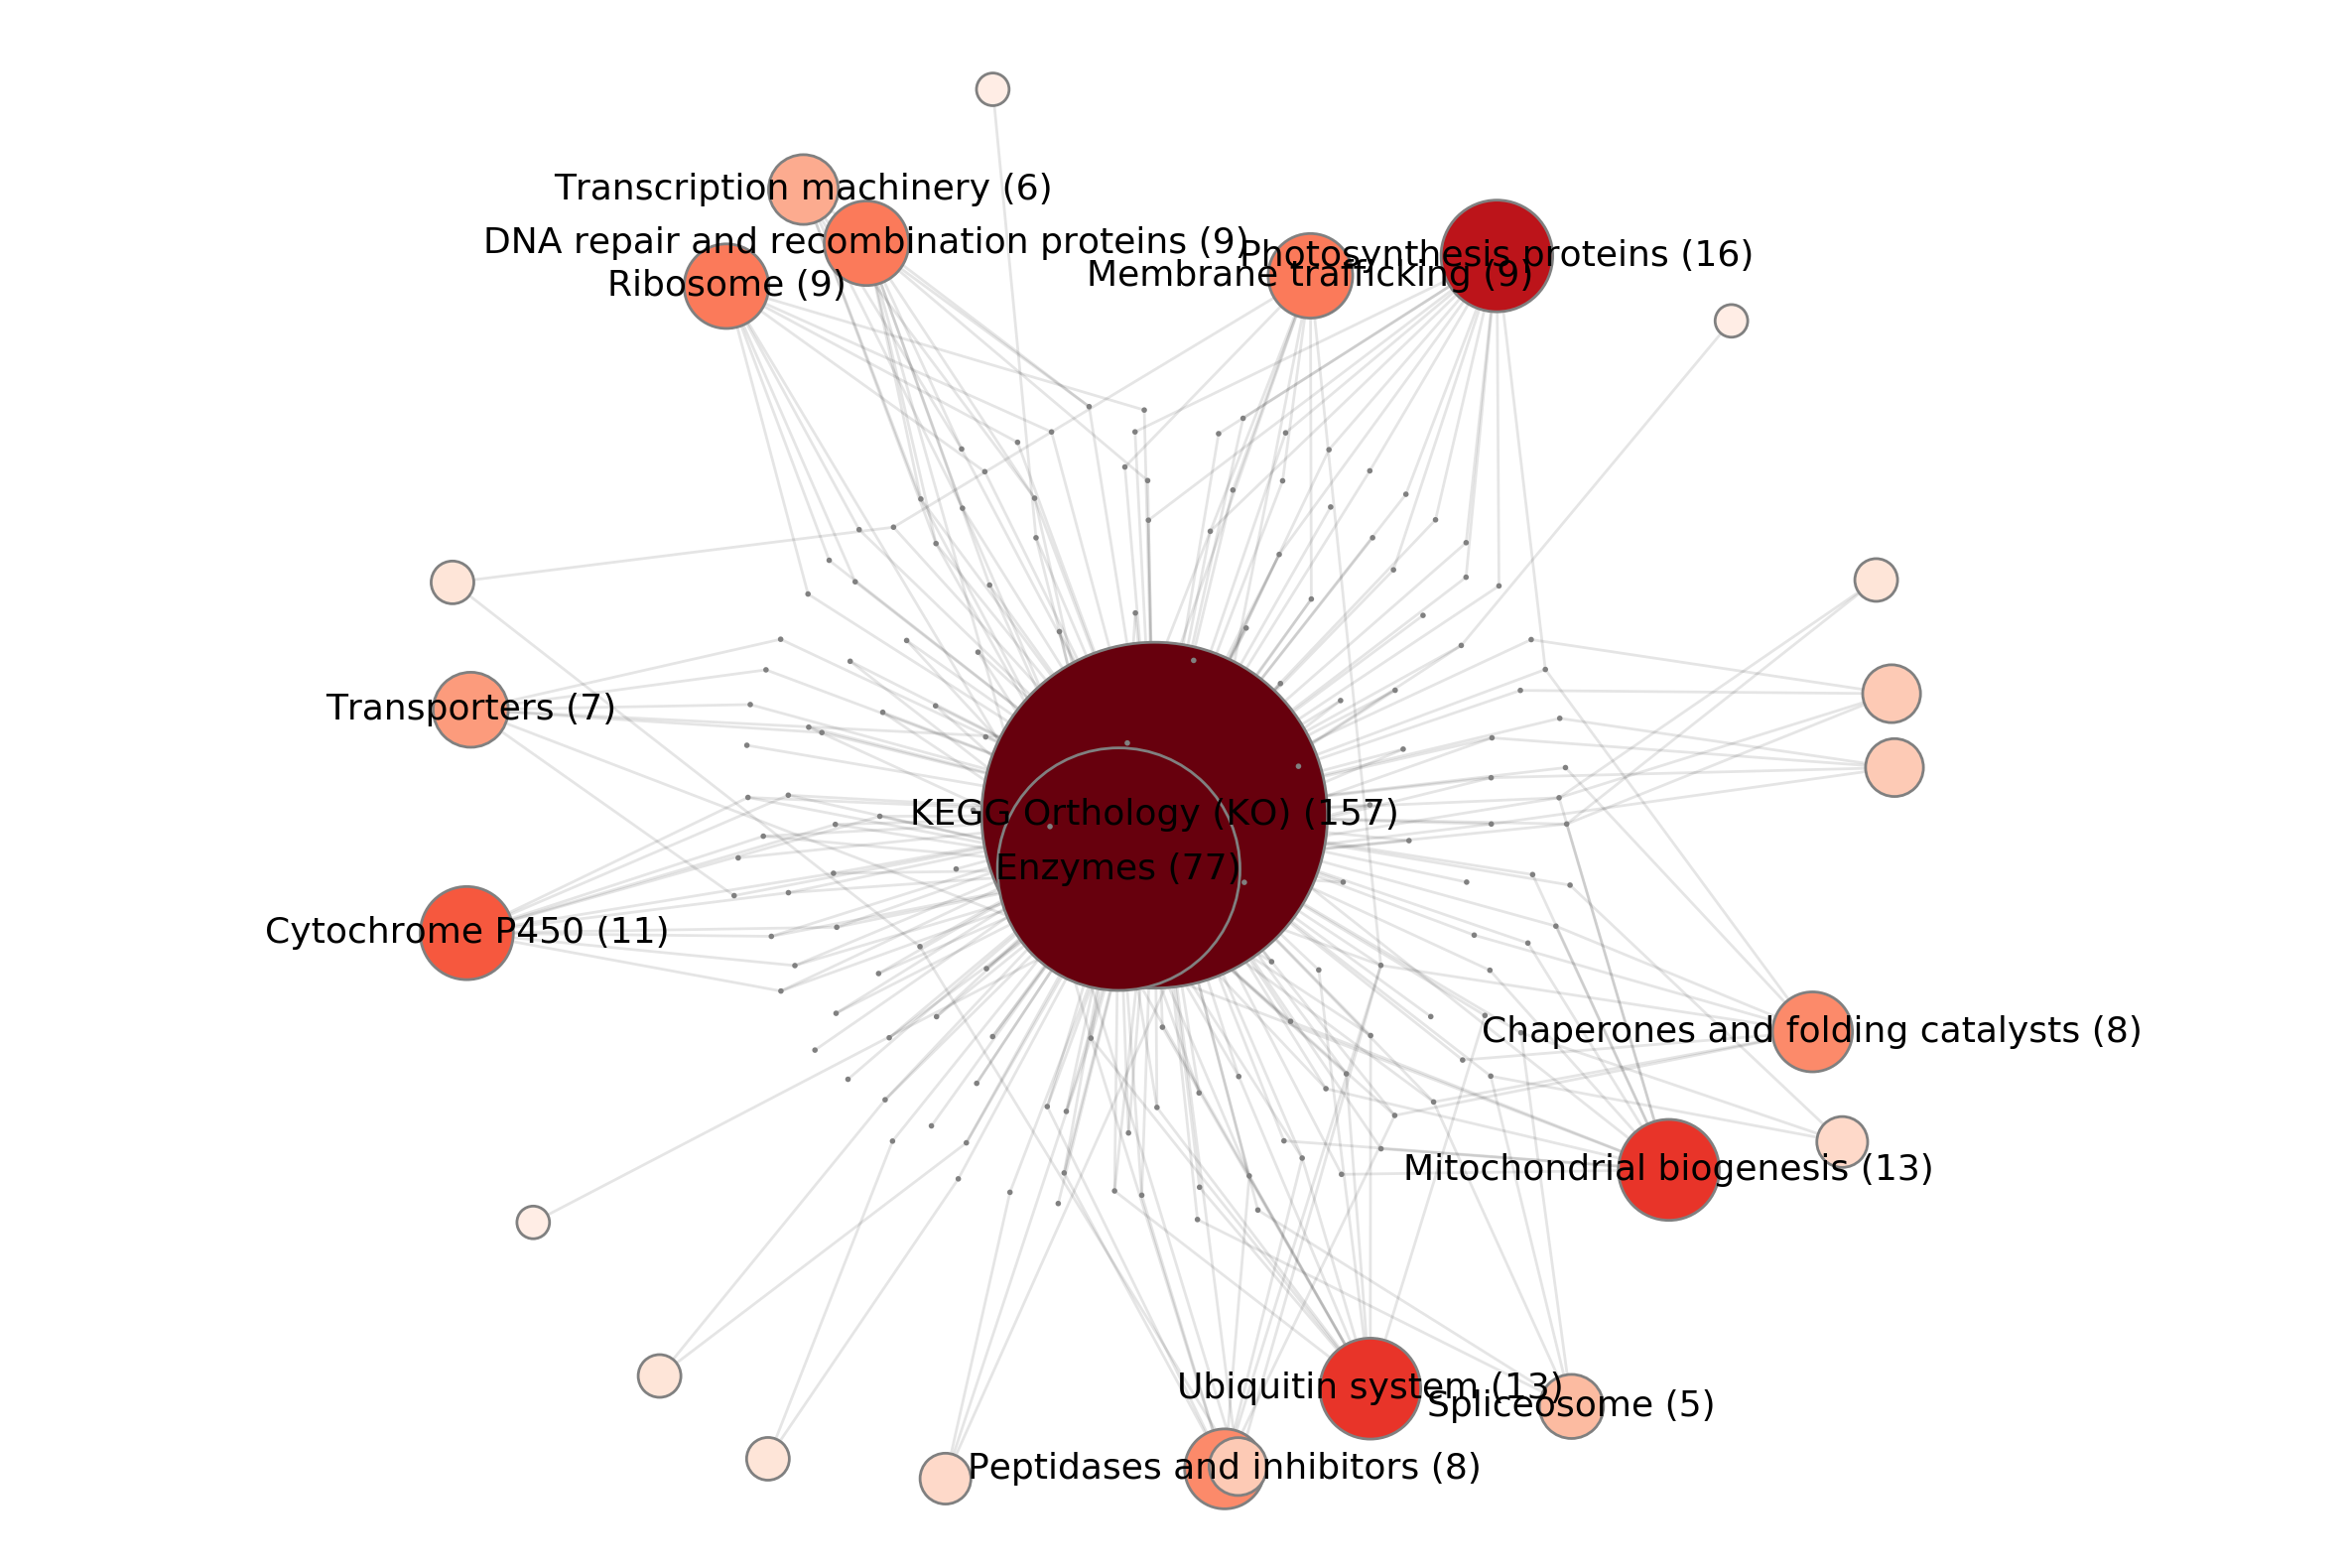 Transcription machinery (6)
DNA repair and recombination proteins (9)
Photosynthesis proteins (16)
Membrane trafficking (9)
Ribosome (9)
Transporters (7)
KEGG Orthology (KO) (157)
Enzymes (77)
Cytochrome P450 (11)
Chaperones and folding catalysts (8)
Mitochondrial biogenesis (13)
Ubiquitin system (13)
Spliceosome (5)
Peptidases and inhibitors (8)